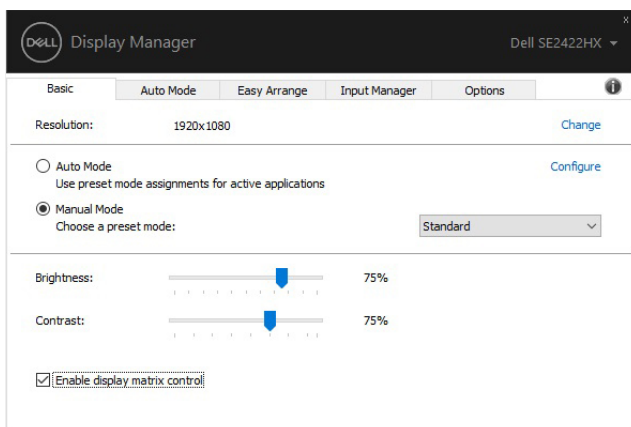 x
DELL Display Manager Dell SE2422HX
Basic Auto Mode Easy Arrange Input Manager Options i
Resolution: 1920x1080 Change
Auto Mode Configure
Use preset mode assignments for active applications
Manual Mode
Choose a preset mode: Standard
Brightness: 75%
Contrast: 75%
Enable display matrix control